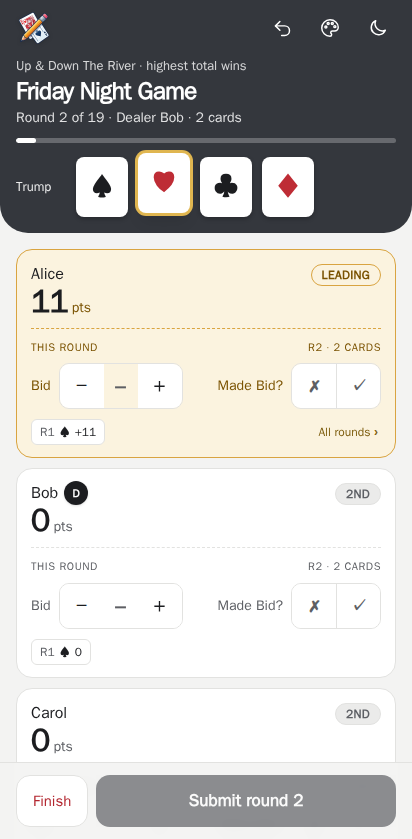 Up & Down The River · highest total wins
Friday Night Game
Round 2 of 19 · Dealer Bob · 2 cards
Trump ♠ ♥ ♣ ♦
Alice LEADING
11 pts
THIS ROUND R2 · 2 CARDS
Bid − – + Made Bid? ✗ ✓
R1 ♠ +11 All rounds ›
Bob D 2ND
0 pts
THIS ROUND R2 · 2 CARDS
Bid − – + Made Bid? ✗ ✓
R1 ♠ 0
Carol 2ND
0 pts
Finish Submit round 2